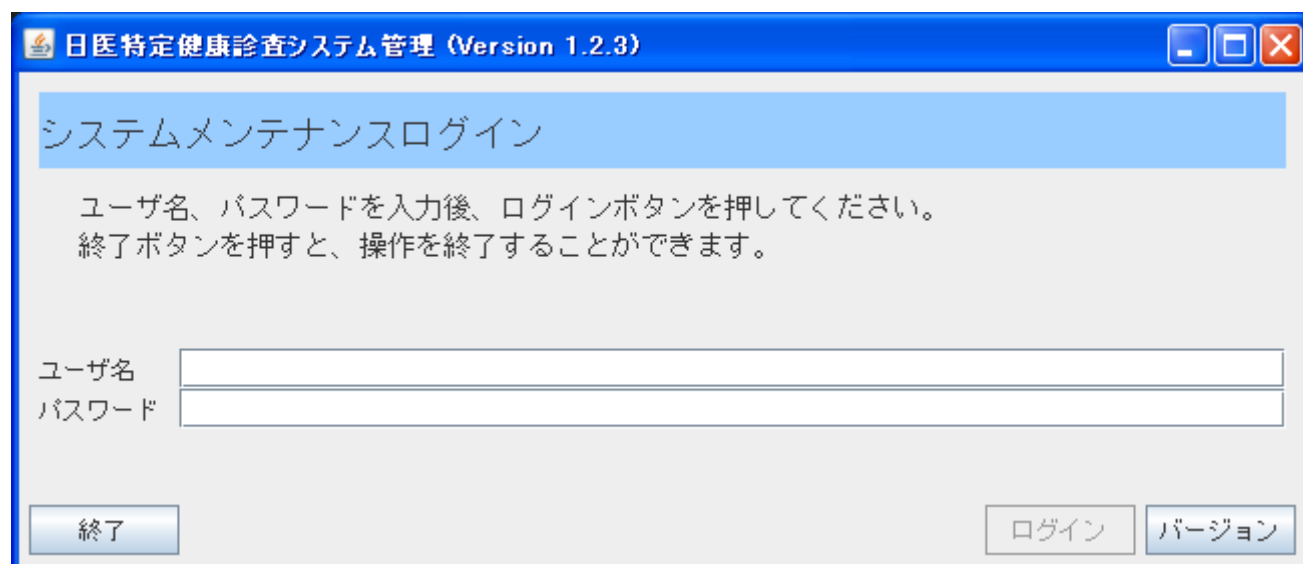 日医特定健康診査システム管理 (Version 1.2.3)
システムメンテナンスログイン
ユーザ名、パスワードを入力後、ログインボタンを押してください。
終了ボタンを押すと、操作を終了することができます。
ユーザ名
パスワード
終了 ログイン バージョン